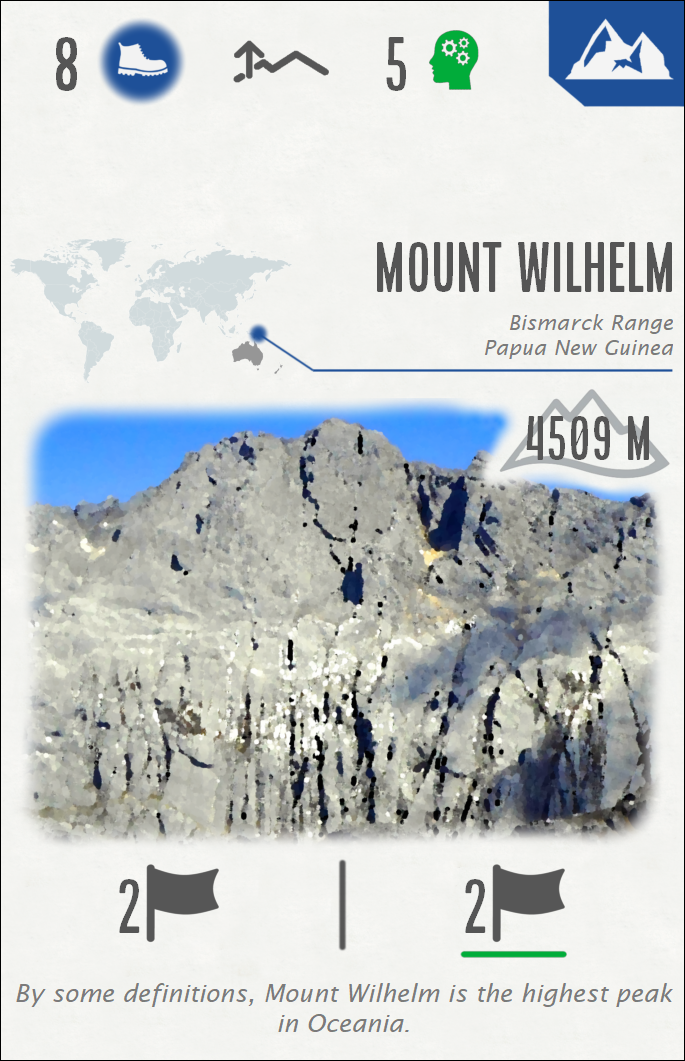 8 5
MOUNT WILHELM
Bismarck Range
Papua New Guinea
4509 M
2 2
By some definitions, Mount Wilhelm is the highest peak
in Oceania.